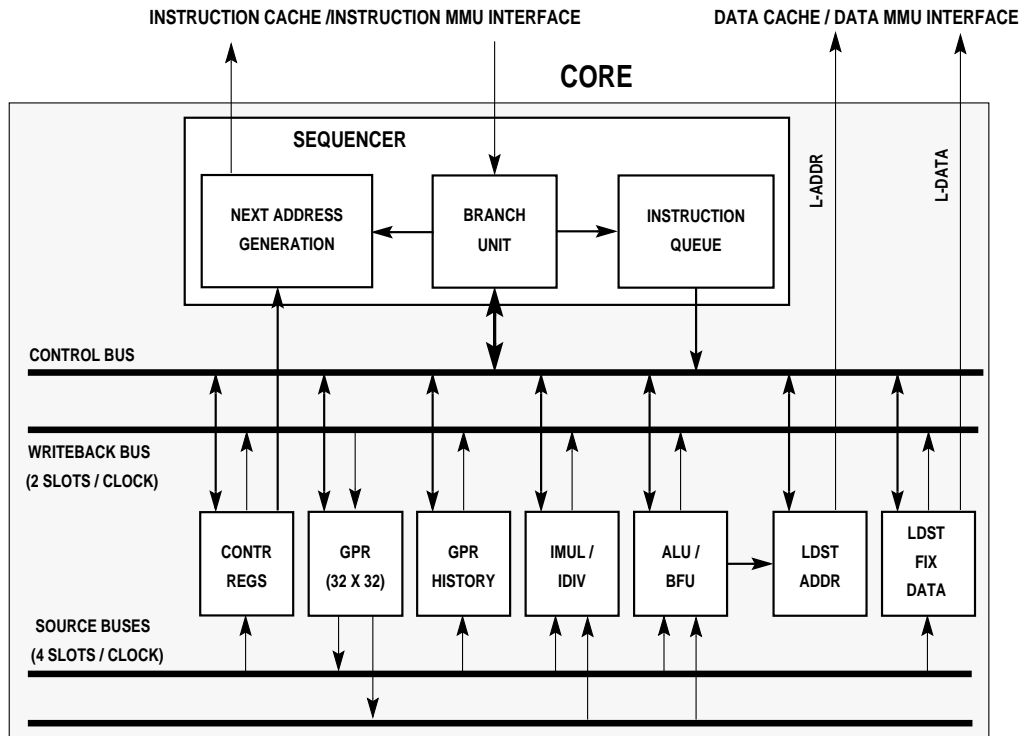 INSTRUCTION CACHE /INSTRUCTION MMU INTERFACE
DATA CACHE / DATA MMU INTERFACE
CORE
SEQUENCER
L-ADDR
L-DATA
NEXT ADDRESS
GENERATION
BRANCH
UNIT
INSTRUCTION
QUEUE
CONTROL BUS
WRITEBACK BUS
(2 SLOTS / CLOCK)
CONTR
REGS
GPR
(32 X 32)
GPR
HISTORY
IMUL /
IDIV
ALU /
BFU
LDST
ADDR
LDST
FIX
DATA
SOURCE BUSES
(4 SLOTS / CLOCK)